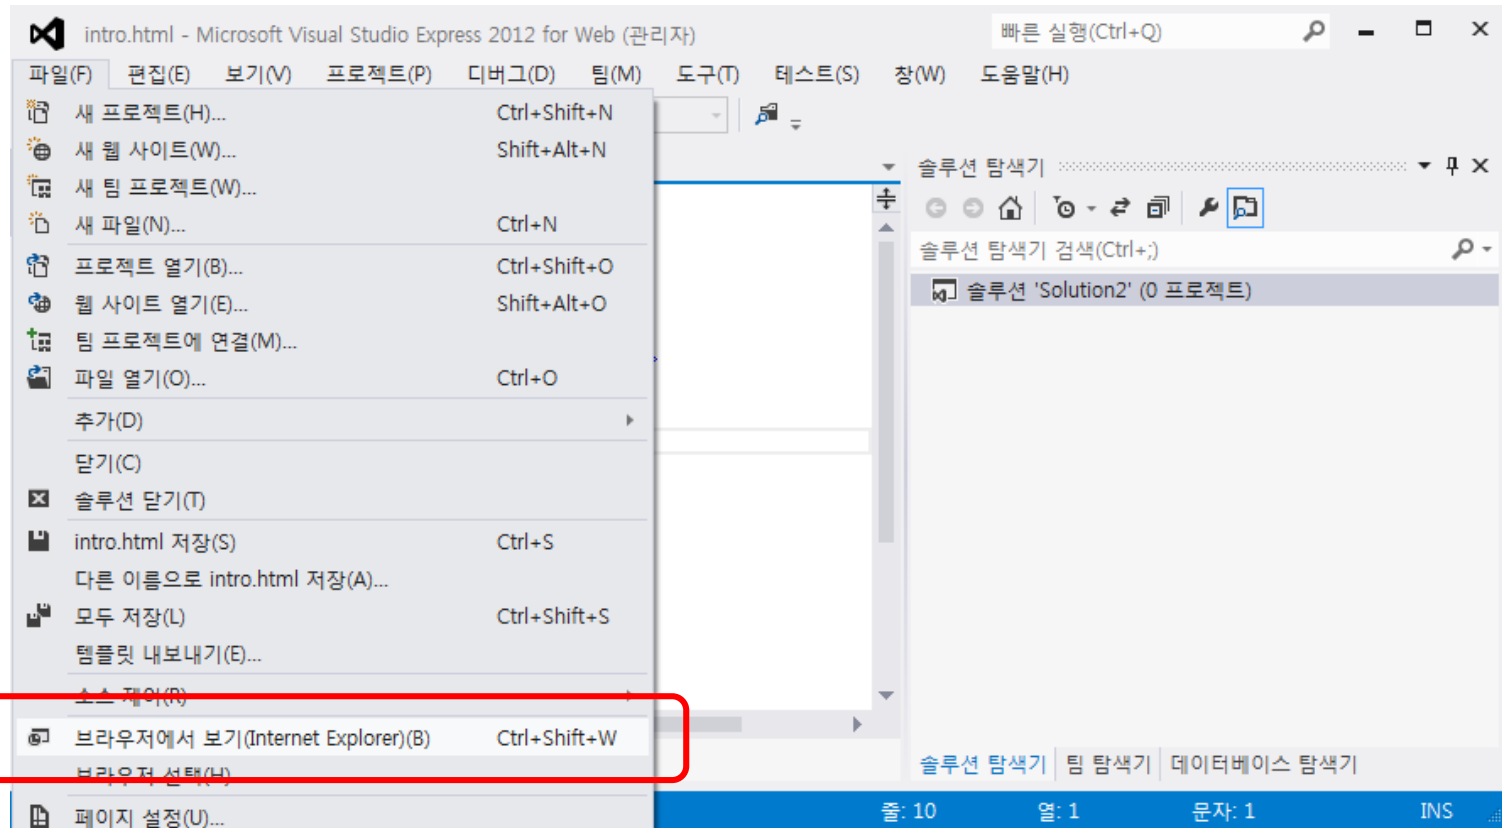 intro.html - Microsoft Visual Studio Express 2012 for Web (관리자)
빠른 실행(Ctrl+Q)
파일(F) 편집(E) 보기(V) 프로젝트(P) 디버그(D) 팀(M) 도구(T) 테스트(S) 창(W) 도움말(H)
새 프로젝트(H)... Ctrl+Shift+N
새 웹 사이트(W)... Shift+Alt+N
새 팀 프로젝트(W)...
새 파일(N)... Ctrl+N
프로젝트 열기(B)... Ctrl+Shift+O
웹 사이트 열기(E)... Shift+Alt+O
팀 프로젝트에 연결(M)...
파일 열기(O)... Ctrl+O
추가(D)
닫기(C)
솔루션 닫기(T)
intro.html 저장(S) Ctrl+S
다른 이름으로 intro.html 저장(A)...
모두 저장(L) Ctrl+Shift+S
템플릿 내보내기(E)...
소스 제어(R)
브라우저에서 보기(Internet Explorer)(B) Ctrl+Shift+W
브라우저 선택(H)...
페이지 설정(U)...
솔루션 탐색기
솔루션 탐색기 검색(Ctrl+;)
솔루션 'Solution2' (0 프로젝트)
솔루션 탐색기 팀 탐색기 데이터베이스 탐색기
줄: 10 열: 1 문자: 1 INS